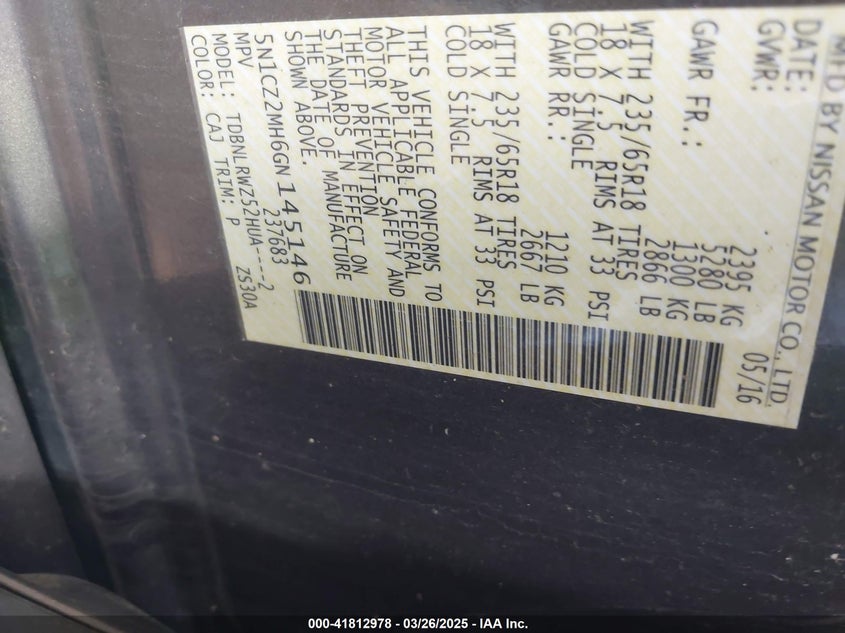 MFD BY NISSAN MOTOR CO., LTD.
DATE: 05/16
GVWR: 2395 KG
5280 LB
GAWR FR.: 1300 KG
2866 LB
WITH 235/65R18 TIRES
18 X 7.5 RIMS AT 33 PSI
COLD SINGLE
GAWR RR.: 1210 KG
2667 LB
WITH 235/65R18 TIRES
18 X 7.5 RIMS AT 33 PSI
COLD SINGLE
THIS VEHICLE CONFORMS TO
ALL APPLICABLE FEDERAL
MOTOR VEHICLE SAFETY AND
THEFT PREVENTION
STANDARDS IN EFFECT ON
THE DATE OF MANUFACTURE
SHOWN ABOVE.
5N1CZ2MH6GN145146
MPV 237683
MODEL: TDBNLRWZ52HUA----2
COLOR: CAJ TRIM: P ZS30A
000-41812978 - 03/26/2025 - IAA Inc.